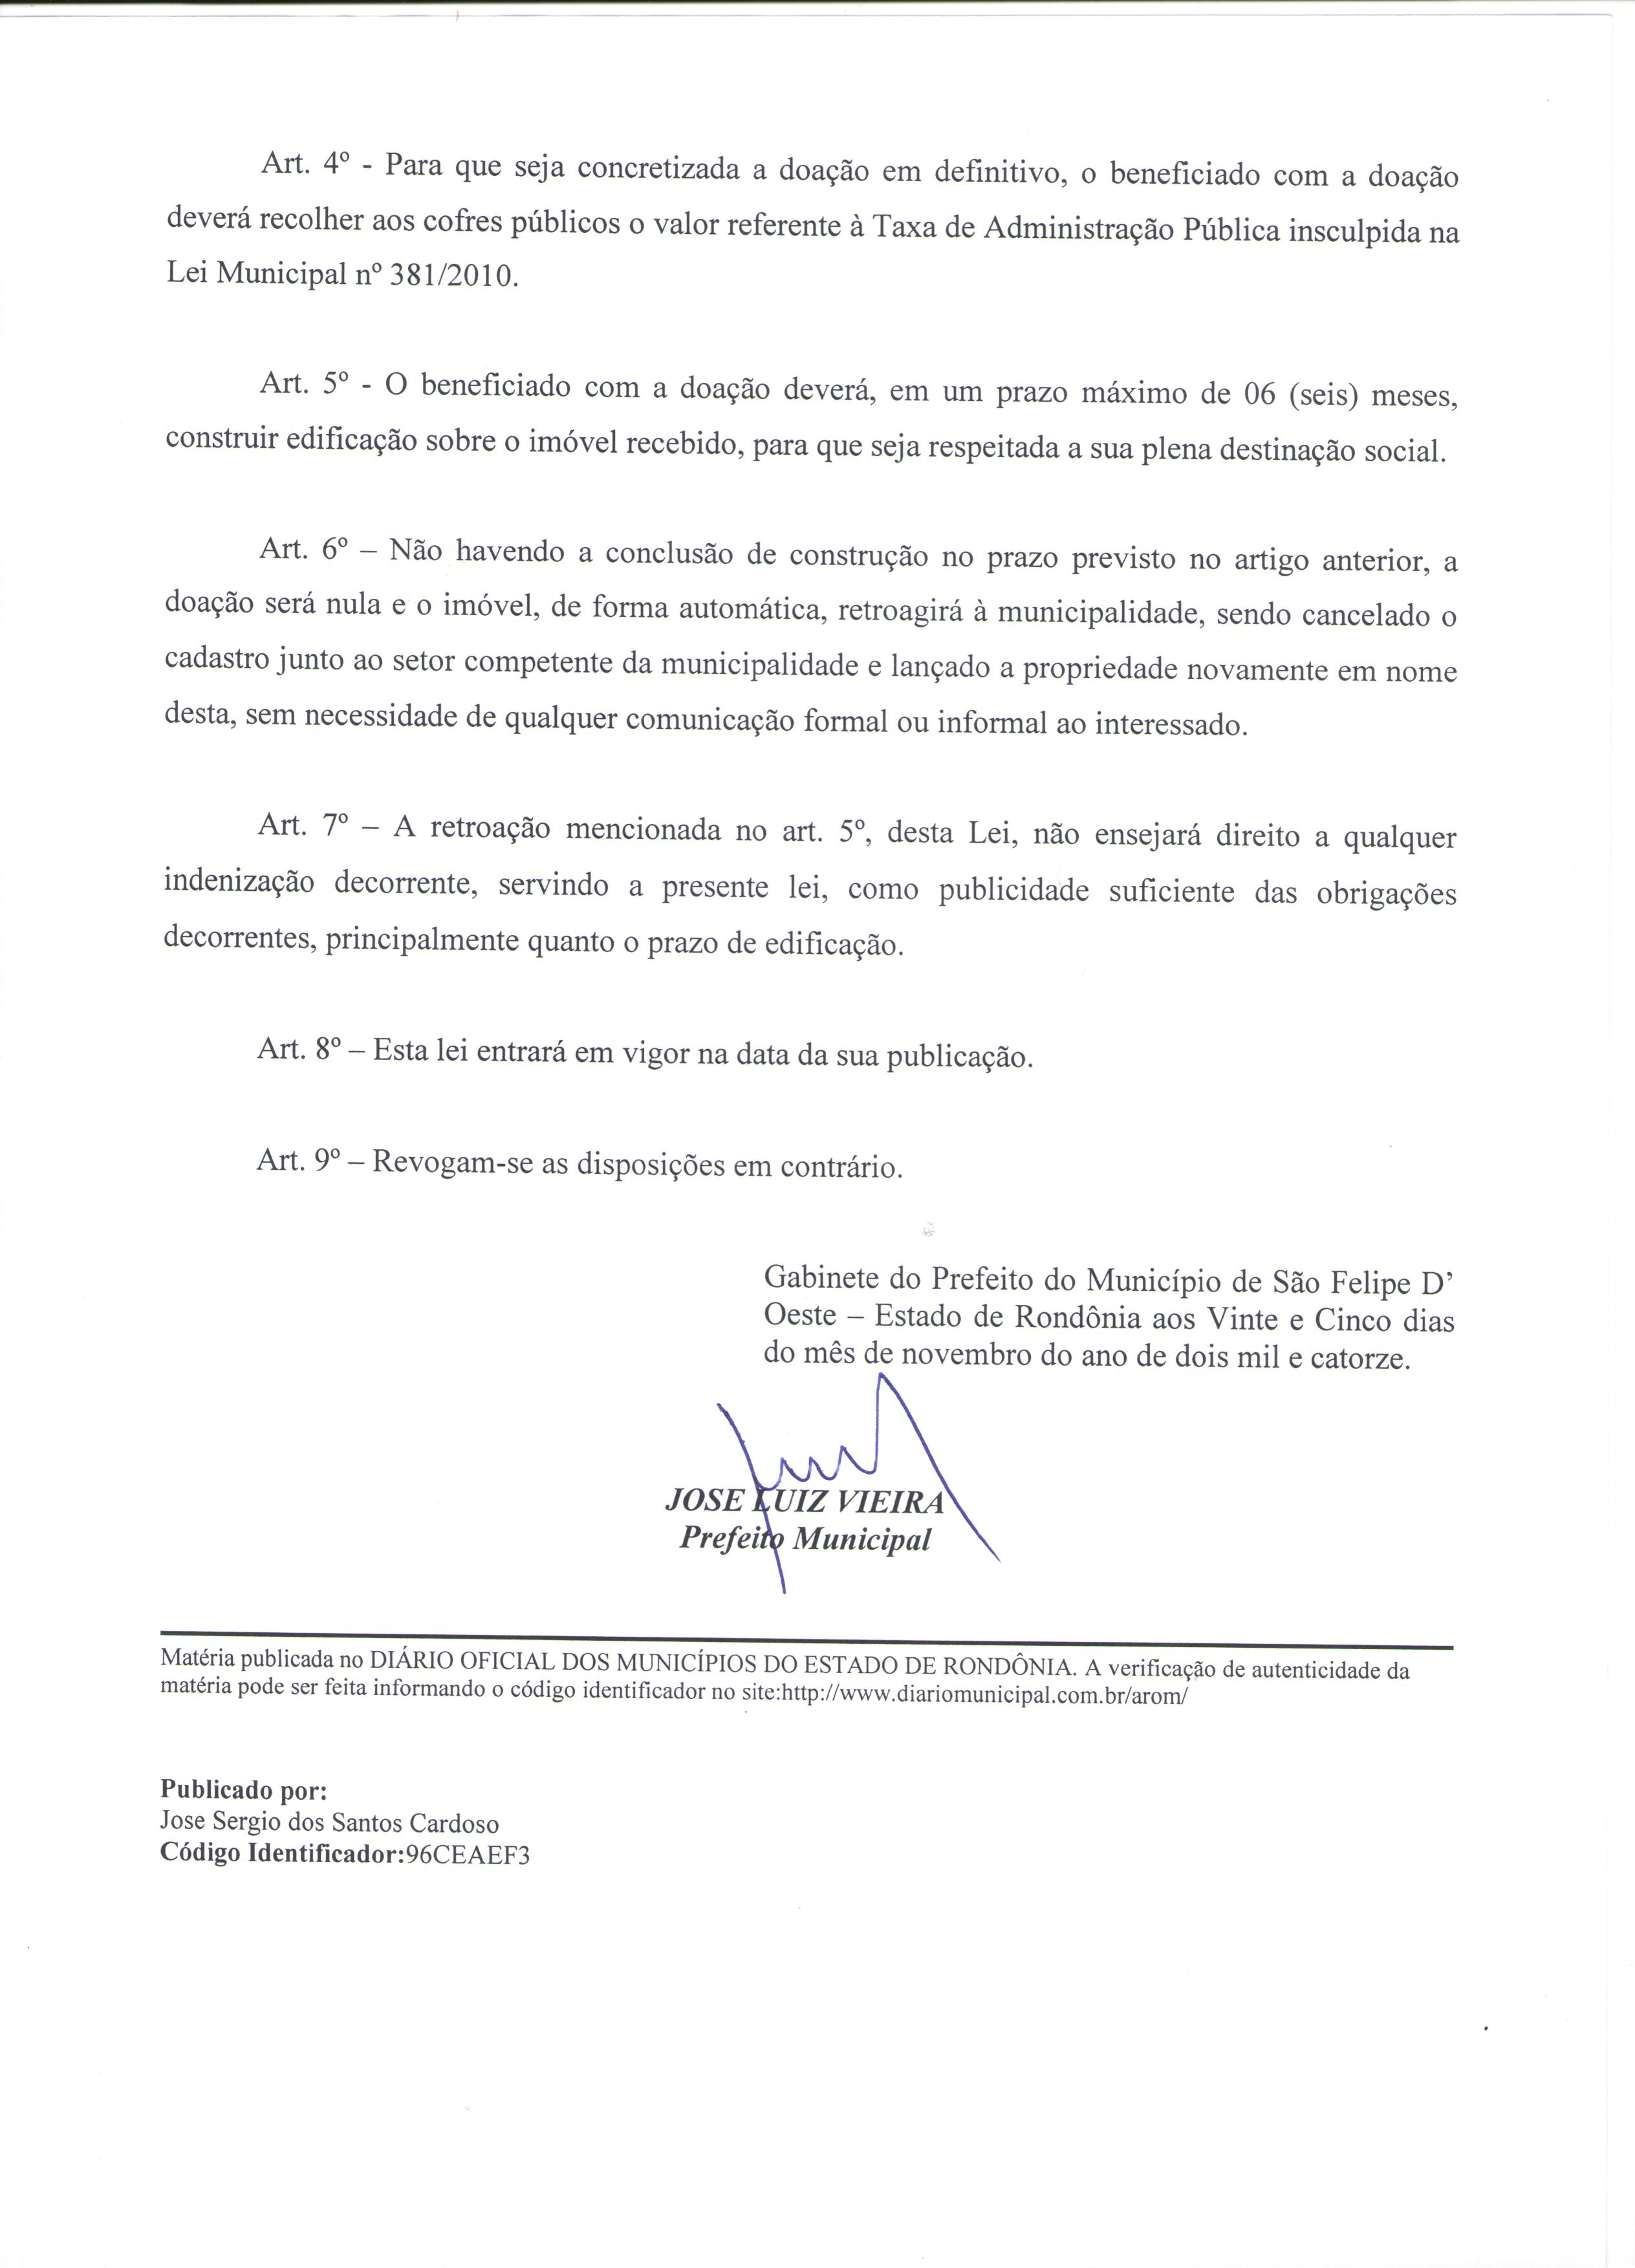 Art. 4º - Para que seja concretizada a doação em definitivo, o beneficiado com a doação
deverá recolher aos cofres públicos o valor referente à Taxa de Administração Pública insculpida na
Lei Municipal nº 381/2010.
Art. 5º - O beneficiado com a doação deverá, em um prazo máximo de 06 (seis) meses,
construir edificação sobre o imóvel recebido, para que seja respeitada a sua plena destinação social.
Art. 6º – Não havendo a conclusão de construção no prazo previsto no artigo anterior, a
doação será nula e o imóvel, de forma automática, retroagirá à municipalidade, sendo cancelado o
cadastro junto ao setor competente da municipalidade e lançado a propriedade novamente em nome
desta, sem necessidade de qualquer comunicação formal ou informal ao interessado.
Art. 7º – A retroação mencionada no art. 5º, desta Lei, não ensejará direito a qualquer
indenização decorrente, servindo a presente lei, como publicidade suficiente das obrigações
decorrentes, principalmente quanto o prazo de edificação.
Art. 8º – Esta lei entrará em vigor na data da sua publicação.
Art. 9º – Revogam-se as disposições em contrário.
Gabinete do Prefeito do Município de São Felipe D’
Oeste – Estado de Rondônia aos Vinte e Cinco dias
do mês de novembro do ano de dois mil e catorze.
JOSE LUIZ VIEIRA
Prefeito Municipal
Matéria publicada no DIÁRIO OFICIAL DOS MUNICÍPIOS DO ESTADO DE RONDÔNIA. A verificação de autenticidade da
matéria pode ser feita informando o código identificador no site:http://www.diariomunicipal.com.br/arom/
Publicado por:
Jose Sergio dos Santos Cardoso
Código Identificador:96CEAEF3